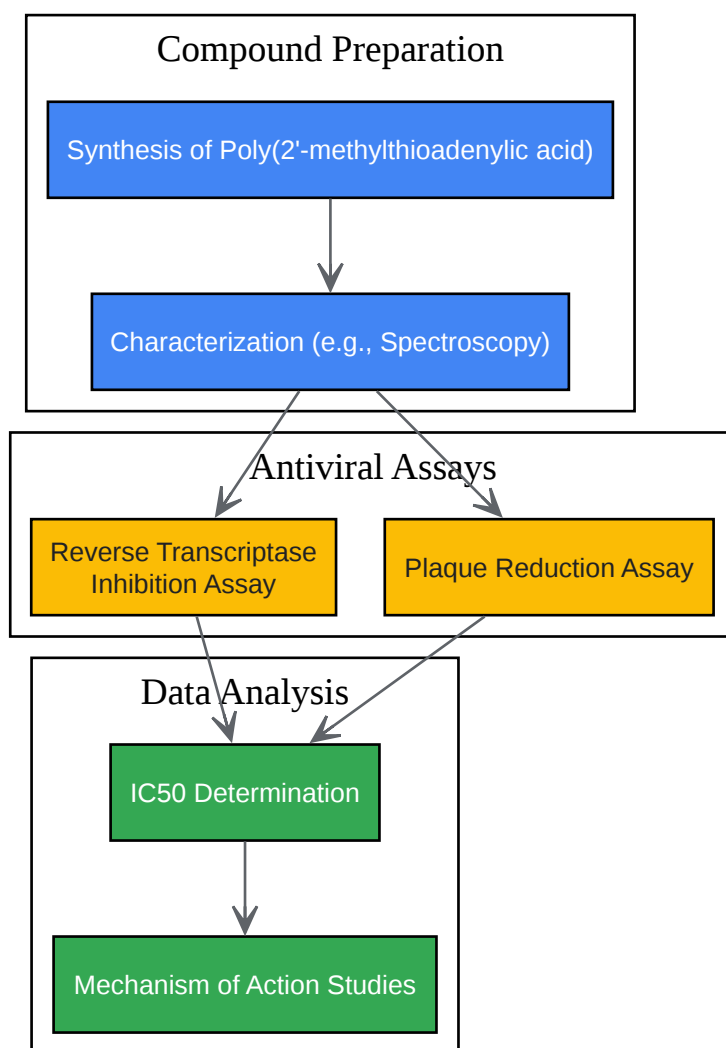 Compound Preparation
Synthesis of Poly(2'-methylthioadenylic acid)
Characterization (e.g., Spectroscopy)
Antiviral Assays
Reverse Transcriptase
Inhibition Assay
Plaque Reduction Assay
Data Analysis
IC50 Determination
Mechanism of Action Studies